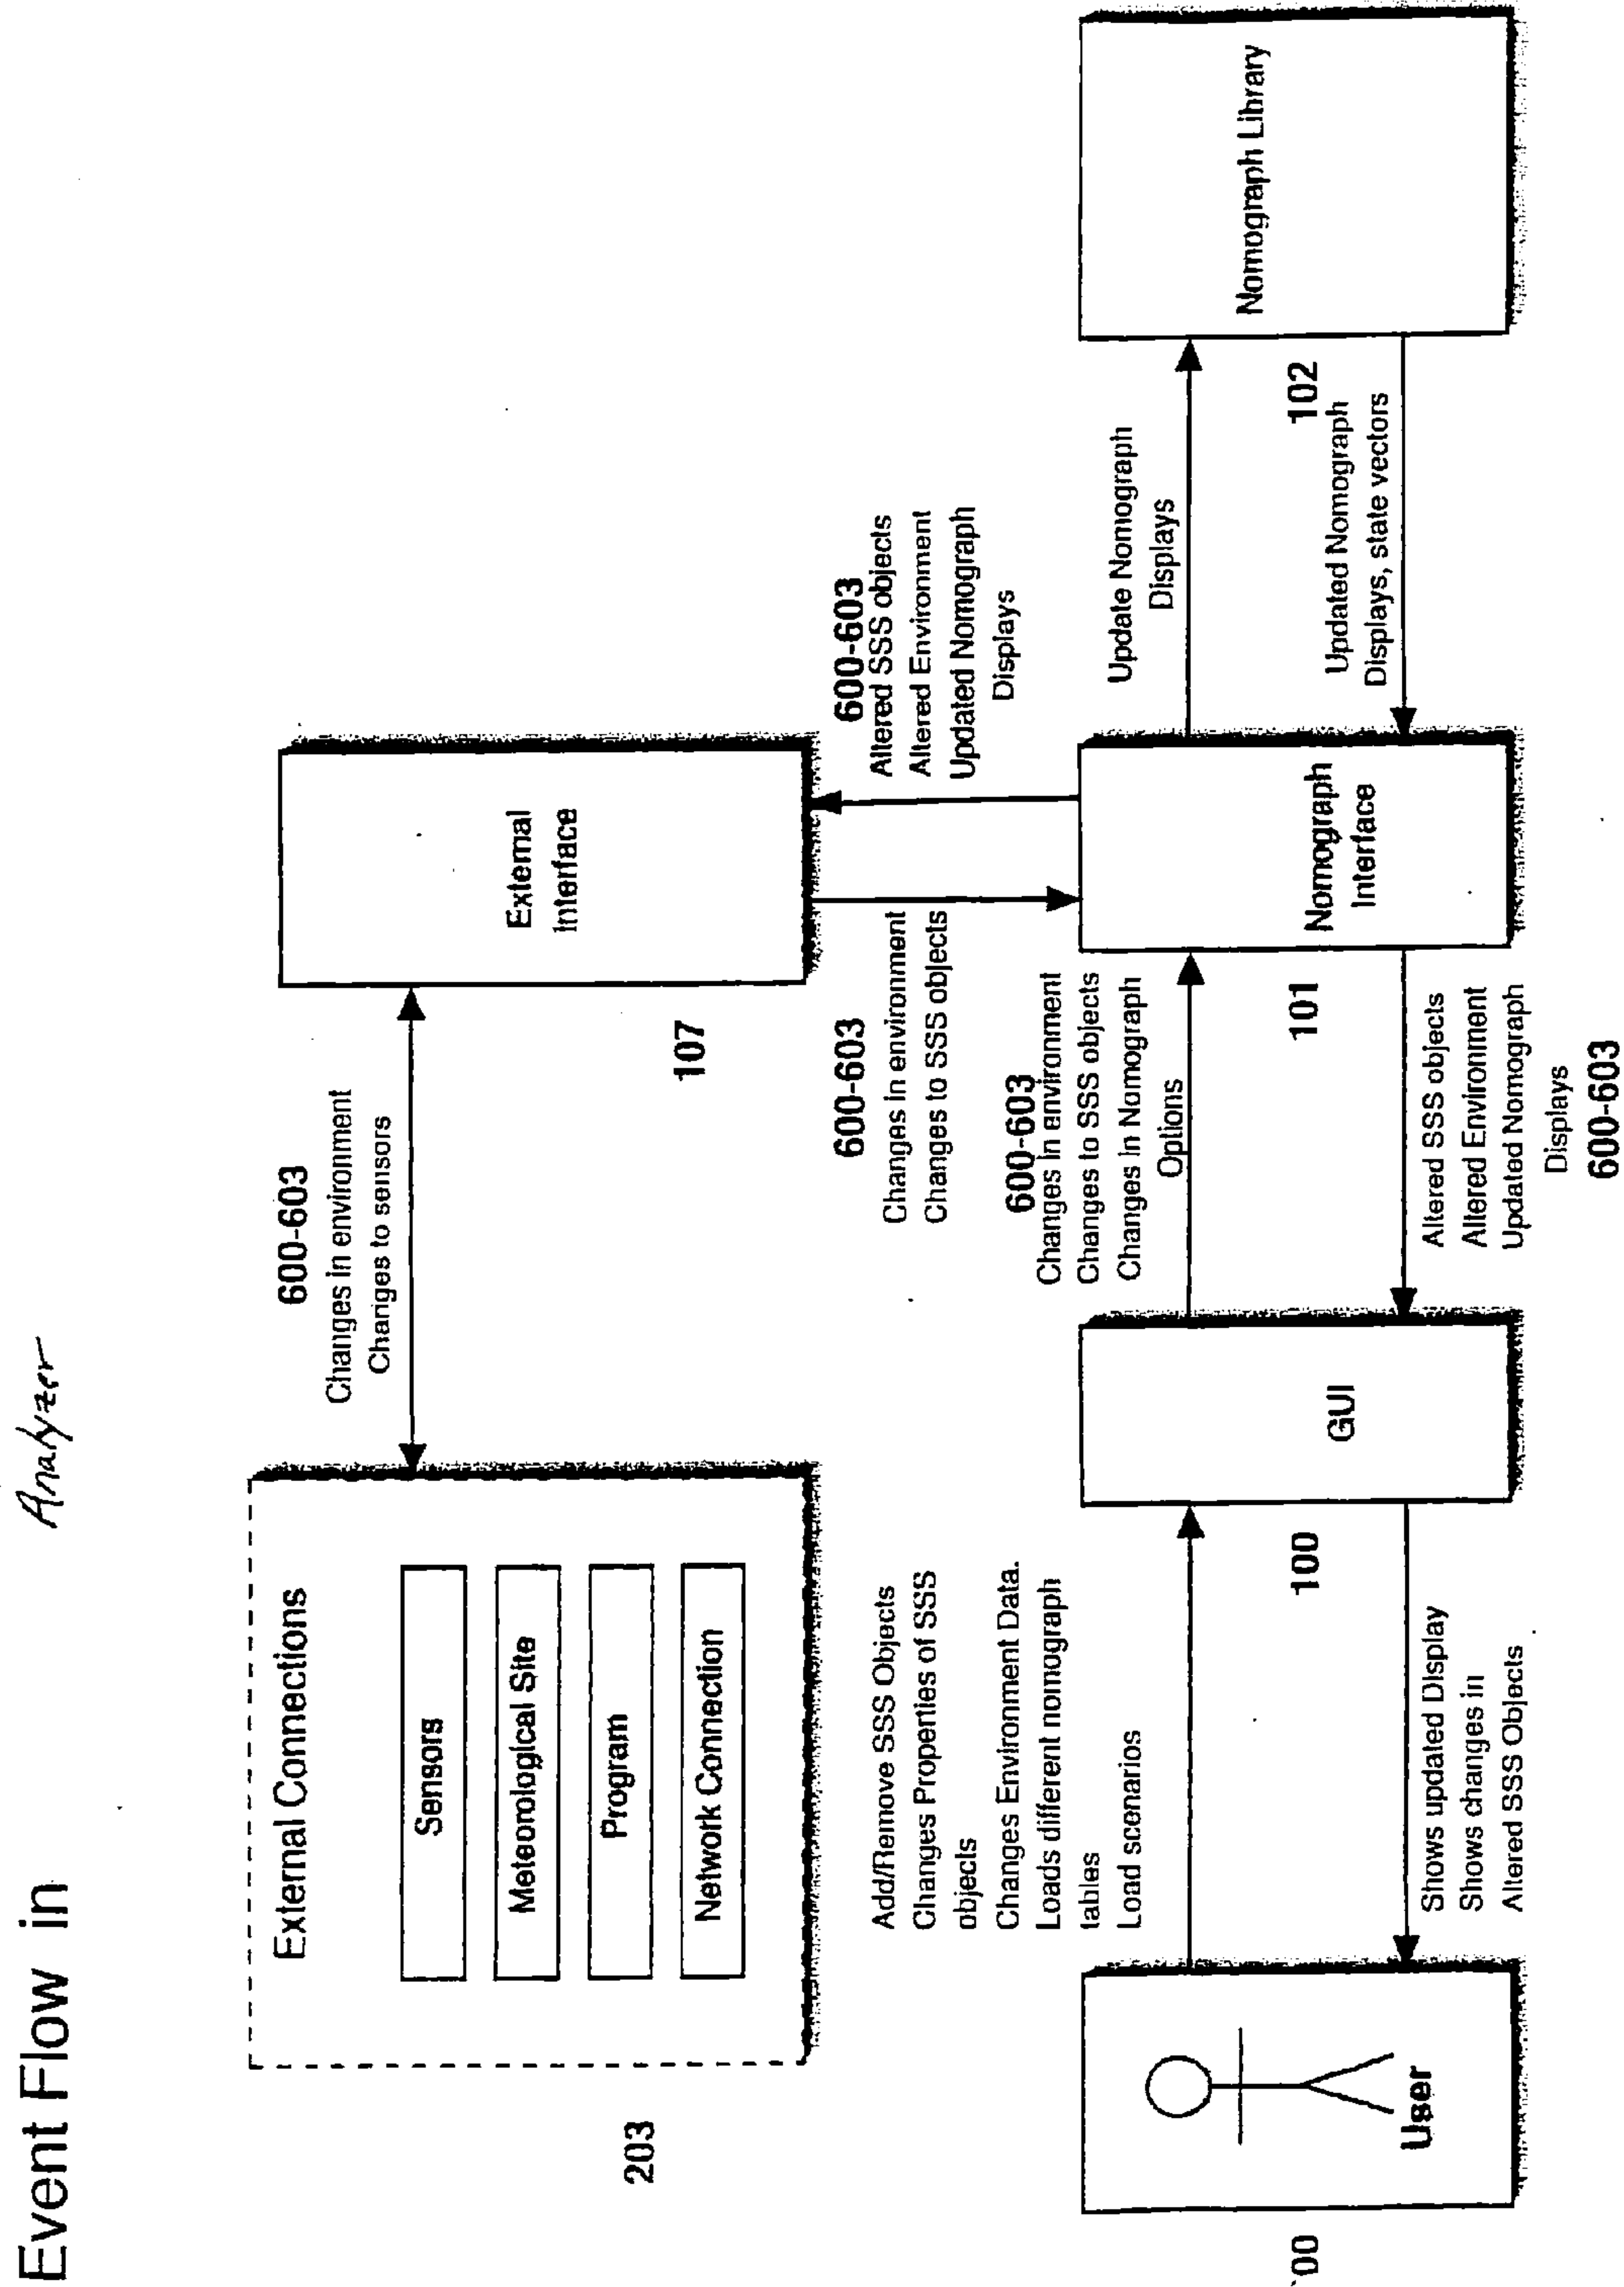 Event Flow in Analyzer
External Connections
Sensors
Meteorological Site
Program
Network Connection
203
600-603
Changes in environment
Changes to sensors
External
Interface
107
600-603
Changes in environment
Changes to SSS objects
600-603
Altered SSS objects
Altered Environment
Updated Nomograph
Displays
User
'00
Add/Remove SSS Objects
Changes Properties of SSS
objects
Changes Environment Data.
Loads different nomograph
tables
Load scenarios
Shows updated Display
Shows changes in
Altered SSS Objects
GUI
100
600-603
Changes in environment
Changes to SSS objects
Changes in Nomograph
Options
Altered SSS objects
Altered Environment
Updated Nomograph
Displays
600-603
Nomograph
Interface
101
Update Nomograph
Displays
Updated Nomograph
Displays, state vectors
Nomograph Library
102